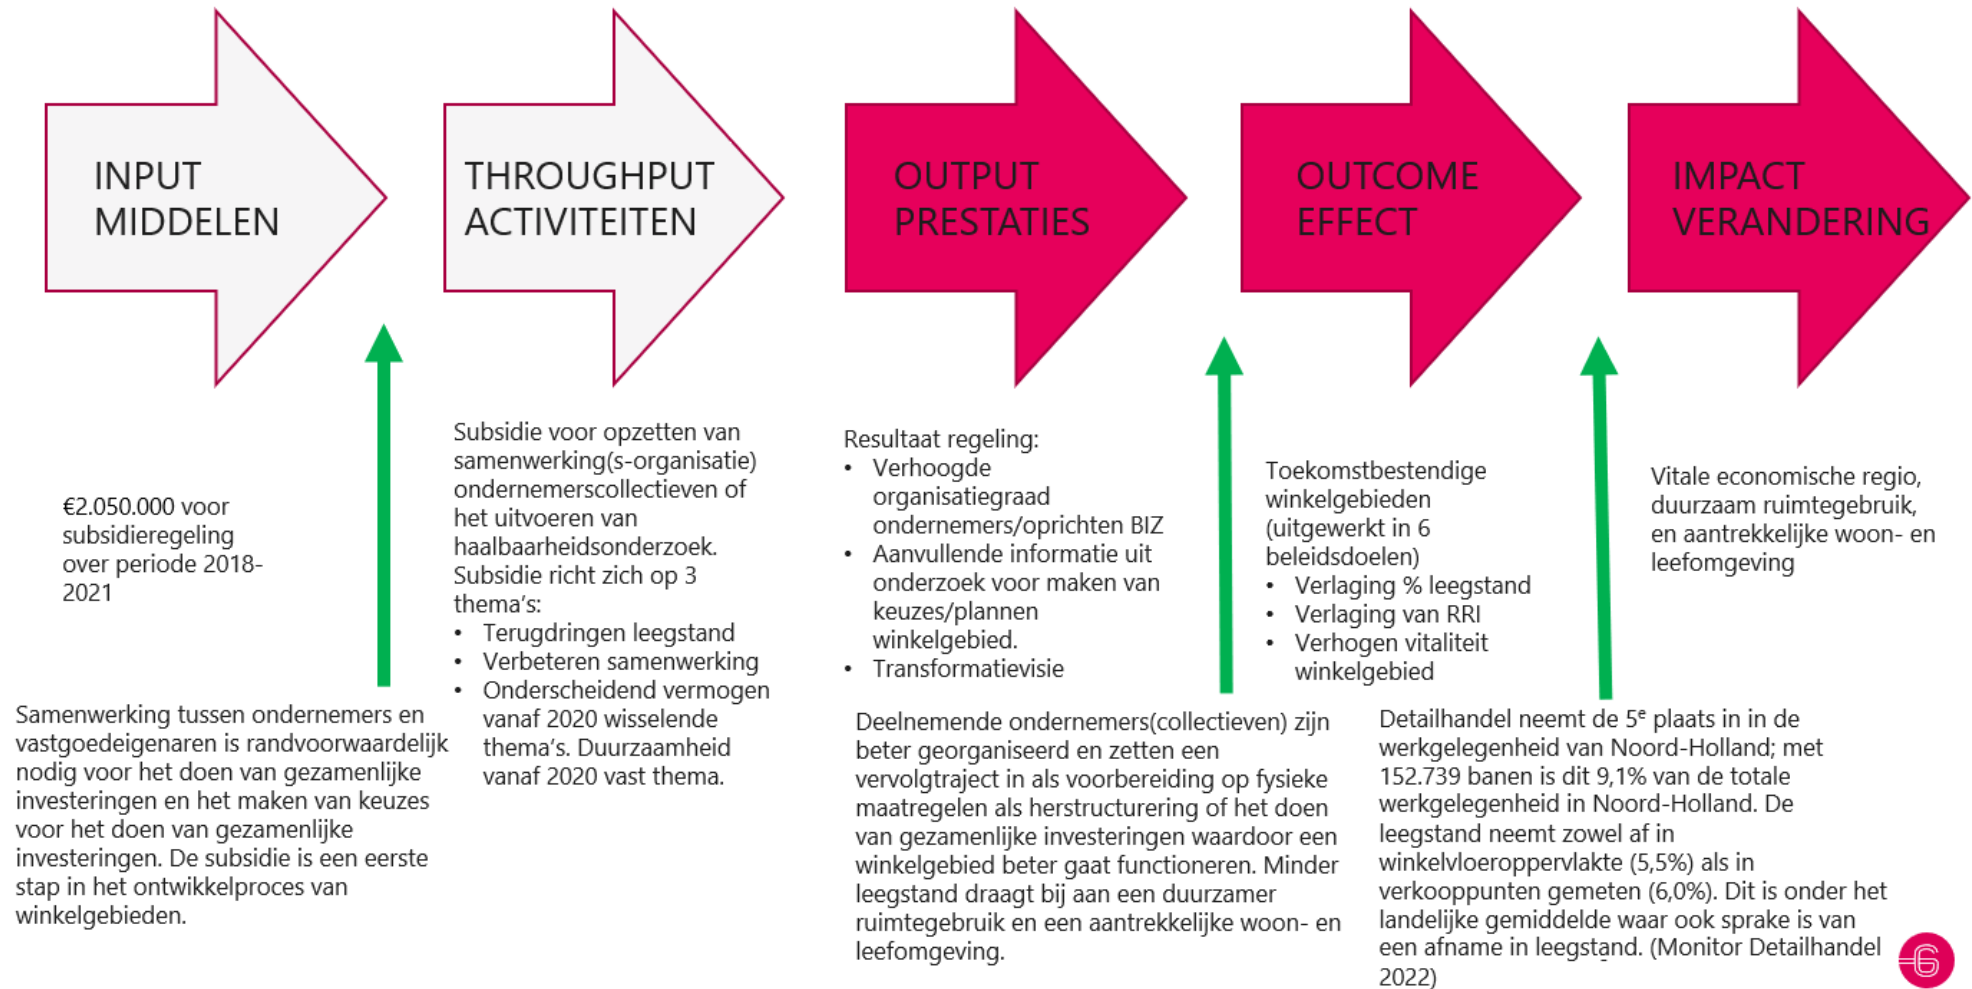 INPUT
MIDDELEN
THROUGHPUT
ACTIVITEITEN
OUTPUT
PRESTATIES
OUTCOME
EFFECT
IMPACT
VERANDERING
€2.050.000 voor
subsidieregeling
over periode 2018-
2021
Samenwerking tussen ondernemers en
vastgoedeigenaren is randvoorwaardelijk
nodig voor het doen van gezamenlijke
investeringen en het maken van keuzes
voor het doen van gezamenlijke
investeringen. De subsidie is een eerste
stap in het ontwikkelproces van
winkelgebieden.
Subsidie voor opzetten van
samenwerking(s-organisatie)
ondernemerscollectieven of
het uitvoeren van
haalbaarheidsonderzoek.
Subsidie richt zich op 3
thema's:
• Terugdringen leegstand
• Verbeteren samenwerking
• Onderscheidend vermogen
vanaf 2020 wisselende
thema's. Duurzaamheid
vanaf 2020 vast thema.
Resultaat regeling:
• Verhoogde
organisatiegraad
ondernemers/oprichten BIZ
• Aanvullende informatie uit
onderzoek voor maken van
keuzes/plannen
winkelgebied.
• Transformatievisie
Deelnemende ondernemers(collectieven) zijn
beter georganiseerd en zetten een
vervolgtraject in als voorbereiding op fysieke
maatregelen als herstructurering of het doen
van gezamenlijke investeringen waardoor een
winkelgebied beter gaat functioneren. Minder
leegstand draagt bij aan een duurzamer
ruimtegebruik en een aantrekkelijke woon- en
leefomgeving.
Toekomstbestendige
winkelgebieden
(uitgewerkt in 6
beleidsdoelen)
• Verlaging % leegstand
• Verlaging van RRI
• Verhogen vitaliteit
winkelgebied
Detailhandel neemt de 5e plaats in in de
werkgelegenheid van Noord-Holland; met
152.739 banen is dit 9,1% van de totale
werkgelegenheid in Noord-Holland. De
leegstand neemt zowel af in
winkelvloeroppervlakte (5,5%) als in
verkooppunten gemeten (6,0%). Dit is onder het
landelijke gemiddelde waar ook sprake is van
een afname in leegstand. (Monitor Detailhandel
2022)
Vitale economische regio,
duurzaam ruimtegebruik,
en aantrekkelijke woon- en
leefomgeving
6